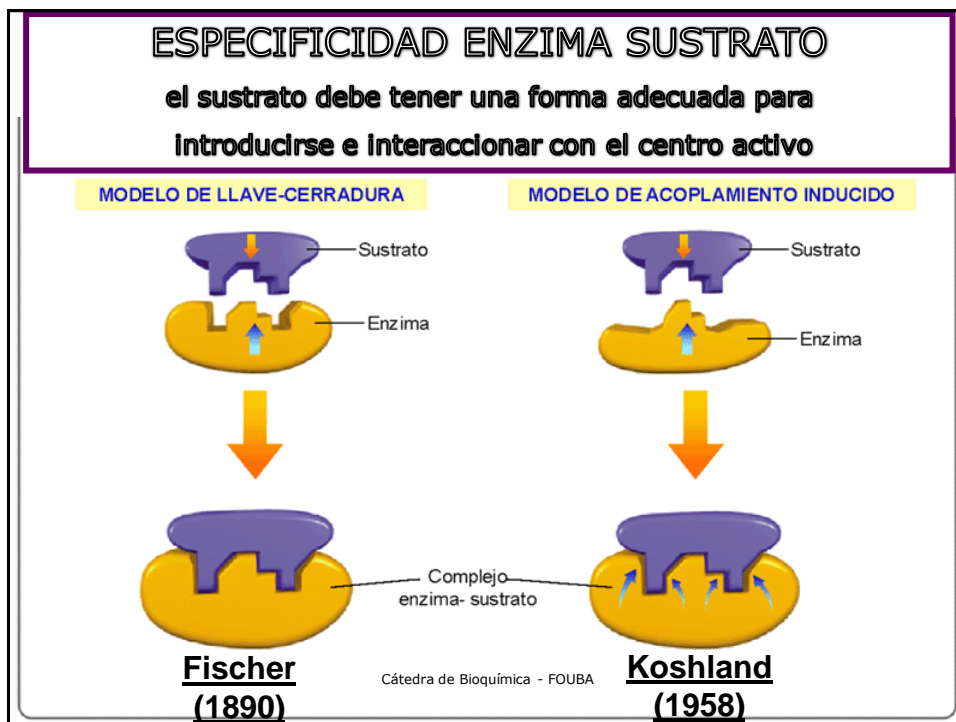 ESPECIFICIDAD ENZIMA SUSTRATO
el sustrato debe tener una forma adecuada para
introducirse e interaccionar con el centro activo
MODELO DE LLAVE-CERRADURA
Sustrato
Enzima
MODELO DE ACOPLAMIENTO INDUCIDO
Sustrato
Enzima
Complejo
enzima- sustrato
Fischer
(1890)
Cátedra de Bioquímica - FOUBA
Koshland
(1958)